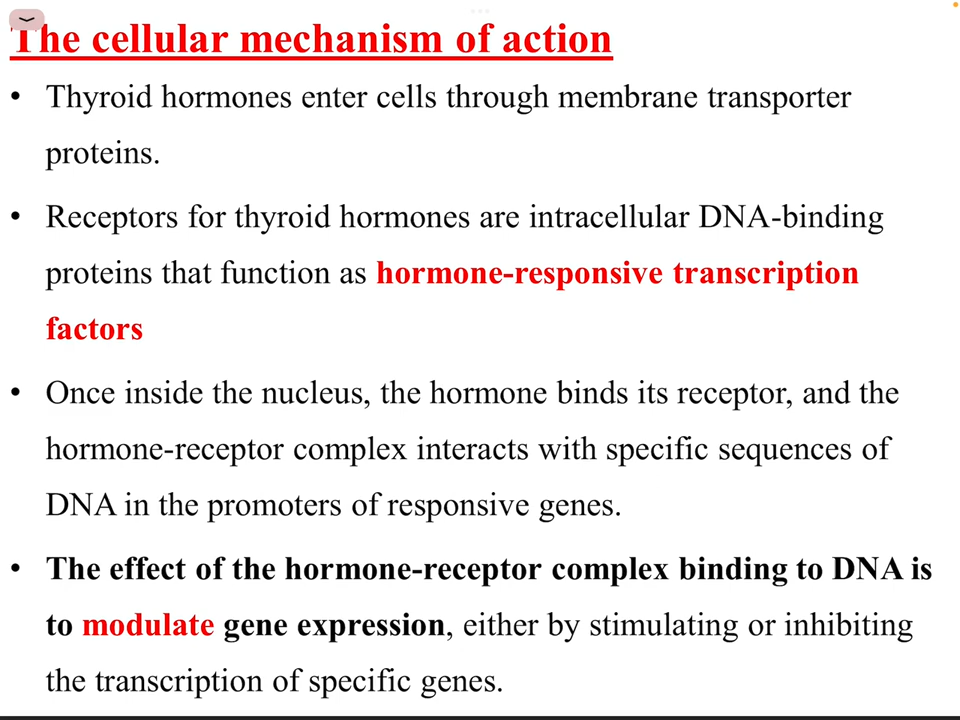 The cellular mechanism of action
• Thyroid hormones enter cells through membrane transporter
proteins.
• Receptors for thyroid hormones are intracellular DNA-binding
proteins that function as hormone-responsive transcription
factors
• Once inside the nucleus, the hormone binds its receptor, and the
hormone-receptor complex interacts with specific sequences of
DNA in the promoters of responsive genes.
• The effect of the hormone-receptor complex binding to DNA is
to modulate gene expression, either by stimulating or inhibiting
the transcription of specific genes.